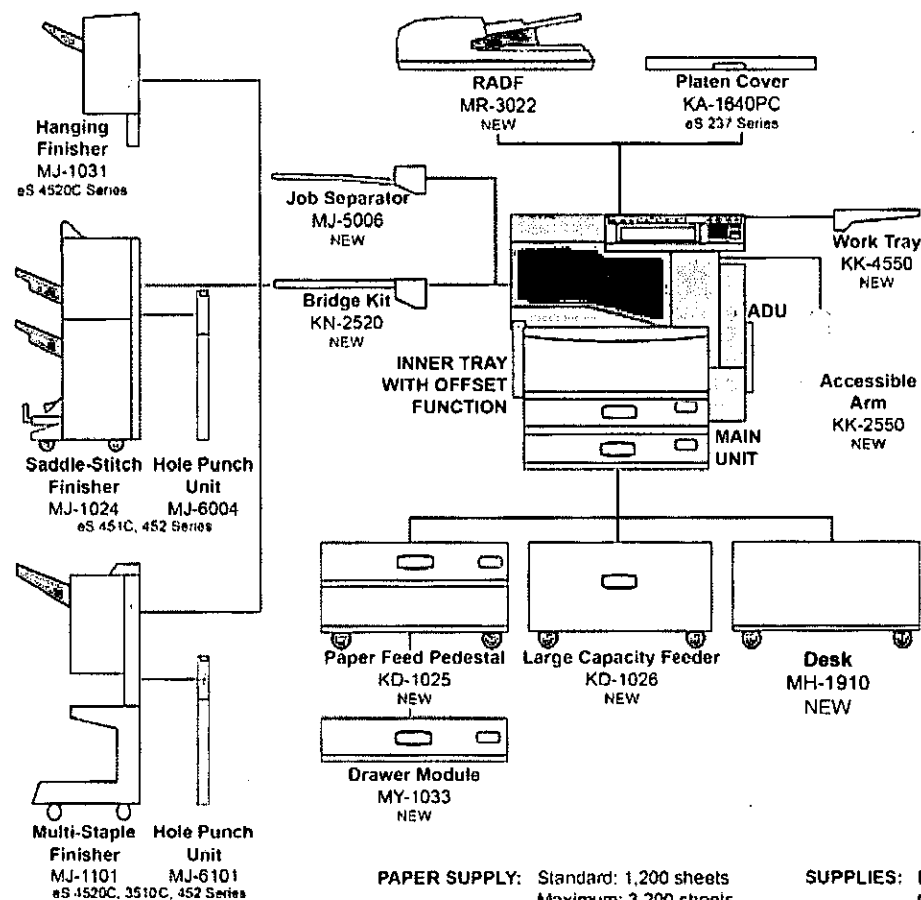 RADF
MR-3022
NEW
Platen Cover
KA-1640PC
eS 237 Series
Hanging
Finisher
MJ-1031
eS 4520C Series
Job Separator
MJ-5006
NEW
Work Tray
KK-4550
NEW
Bridge Kit
KN-2520
NEW
ADU
INNER TRAY
WITH OFFSET
FUNCTION
Accessible
Arm
KK-2550
NEW
MAIN
UNIT
Saddle-Stitch
Finisher
MJ-1024
Hole Punch
Unit
MJ-6004
eS 451C, 452 Series
Paper Feed Pedestal
KD-1025
NEW
Large Capacity Feeder
KD-1026
NEW
Desk
MH-1910
NEW
Drawer Module
MY-1033
NEW
Multi-Staple
Finisher
MJ-1101
Hole Punch
Unit
MJ-6101
eS 4520C, 3510C, 452 Series
PAPER SUPPLY: Standard: 1,200 sheets
Maximum: 3,200 sheets
SUPPLIES: